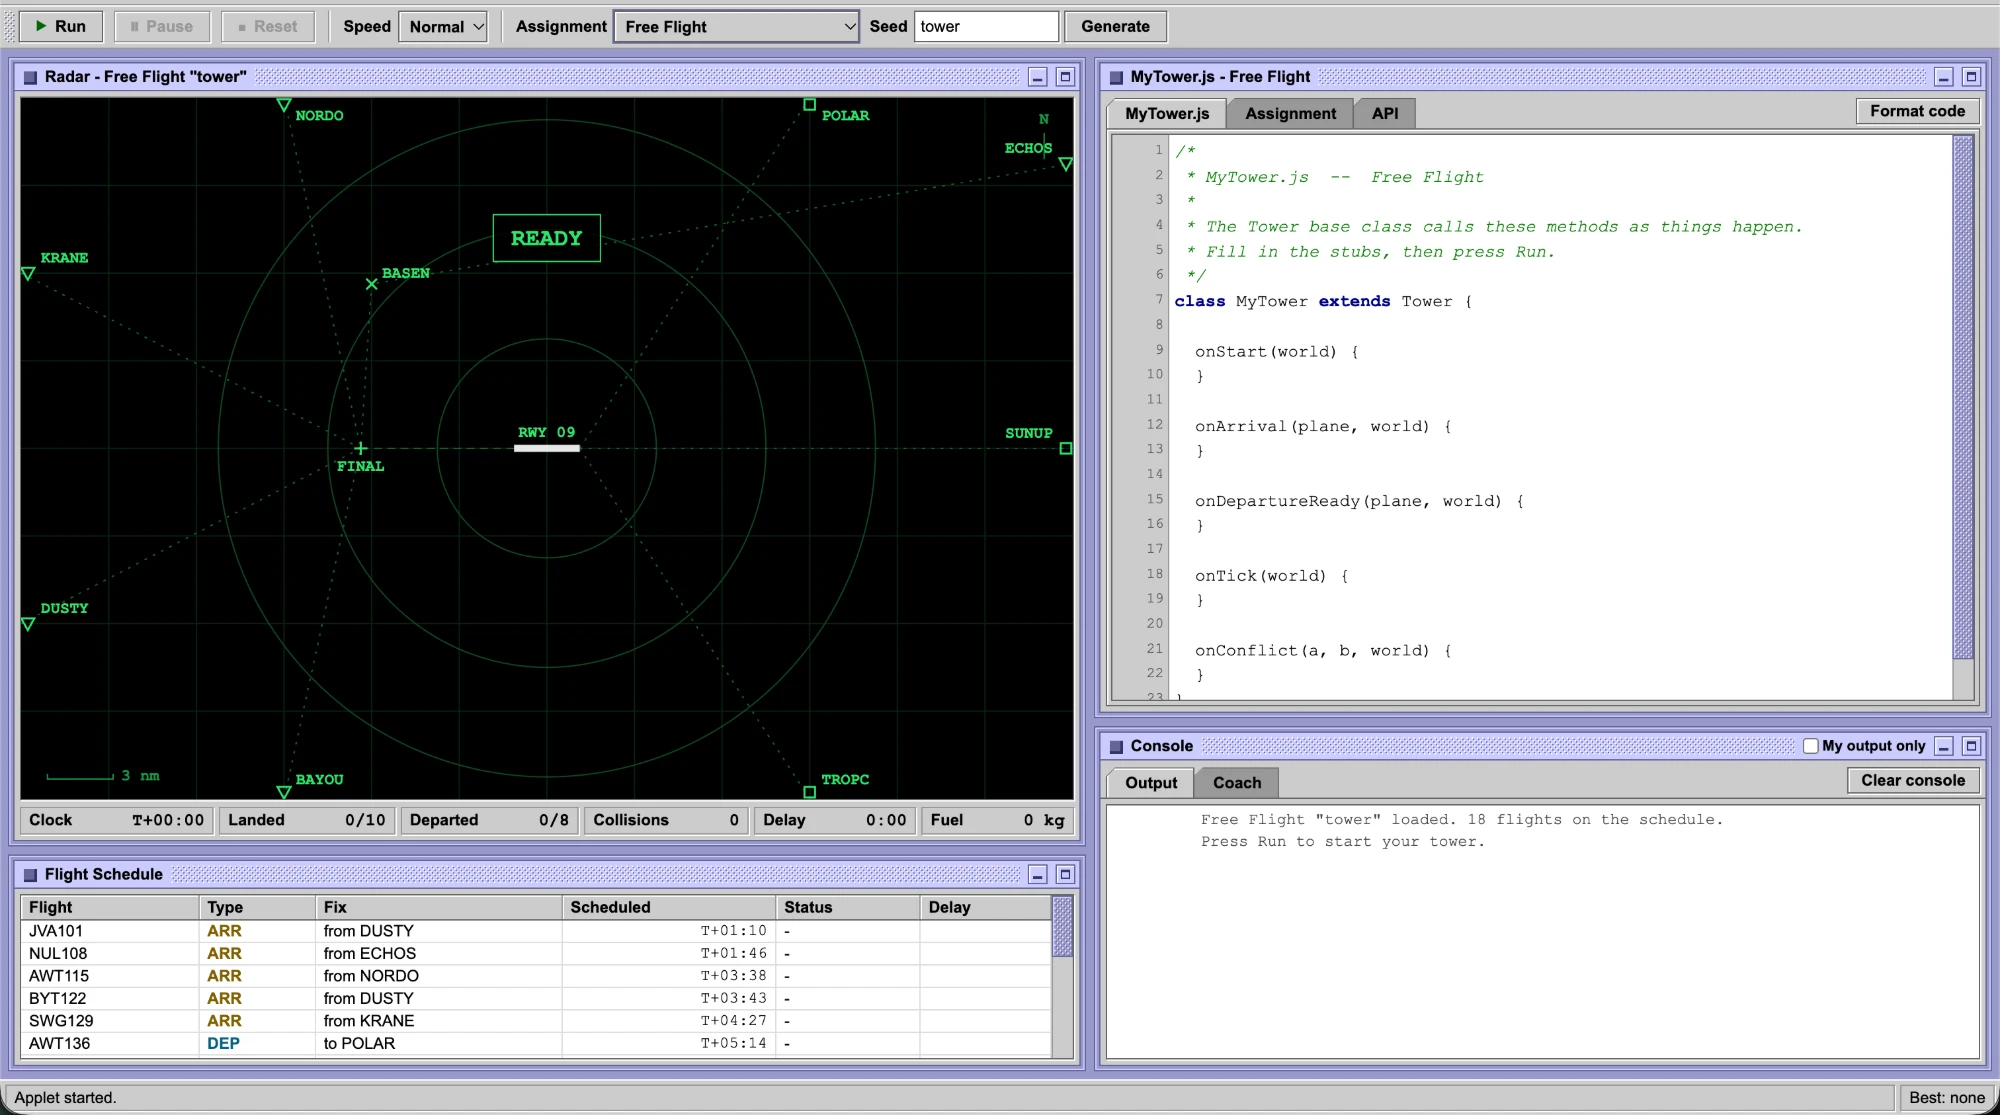 Run
Pause
Reset
Speed
Normal
Assignment
Free Flight
Seed
tower
Generate
Radar - Free Flight "tower"
NORDO
POLAR
N
ECHOS
READY
KRANE
BASEN
RWY 09
SUNUP
FINAL
DUSTY
3 nm
BAYOU
TROPC
Clock T+00:00
Landed 0/10
Departed 0/8
Collisions 0
Delay 0:00
Fuel 0 kg
Flight Schedule
Flight Type Fix Scheduled Status Delay
JVA101 ARR from DUSTY T+01:10 -
NUL108 ARR from ECHOS T+01:46 -
AWT115 ARR from NORDO T+03:38 -
BYT122 ARR from DUSTY T+03:43 -
SWG129 ARR from KRANE T+04:27 -
AWT136 DEP to POLAR T+05:14 -
MyTower.js - Free Flight
MyTower.js
Assignment
API
Format code
1 /*
2 * MyTower.js -- Free Flight
3 *
4 * The Tower base class calls these methods as things happen.
5 * Fill in the stubs, then press Run.
6 */
7 class MyTower extends Tower {
8
9 onStart(world) {
10 }
11
12 onArrival(plane, world) {
13 }
14
15 onDepartureReady(plane, world) {
16 }
17
18 onTick(world) {
19 }
20
21 onConflict(a, b, world) {
22 }
23 }
Console
My output only
Output
Coach
Clear console
Free Flight "tower" loaded. 18 flights on the schedule.
Press Run to start your tower.
Applet started.
Best: none